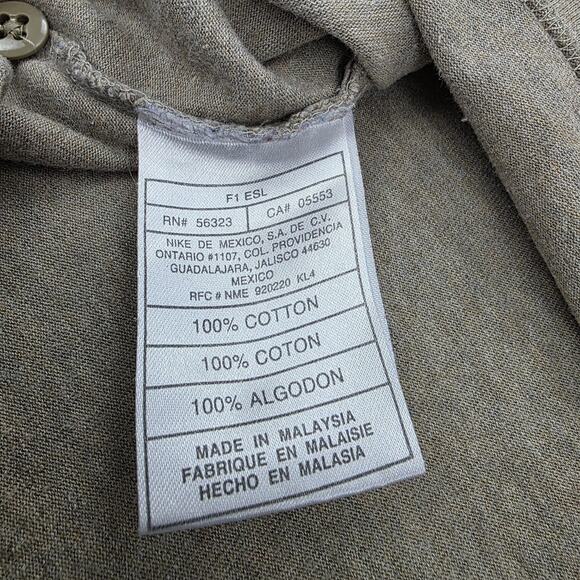 F1 ESL
RN# 56323 CA# 05553
NIKE DE MEXICO, S.A. DE C.V.
ONTARIO #1107, COL. PROVIDENCIA
GUADALAJARA, JALISCO 44630
MEXICO
RFC # NME 920220 KL4
100% COTTON
100% COTON
100% ALGODON
MADE IN MALAYSIA
FABRIQUE EN MALAISIE
HECHO EN MALASIA